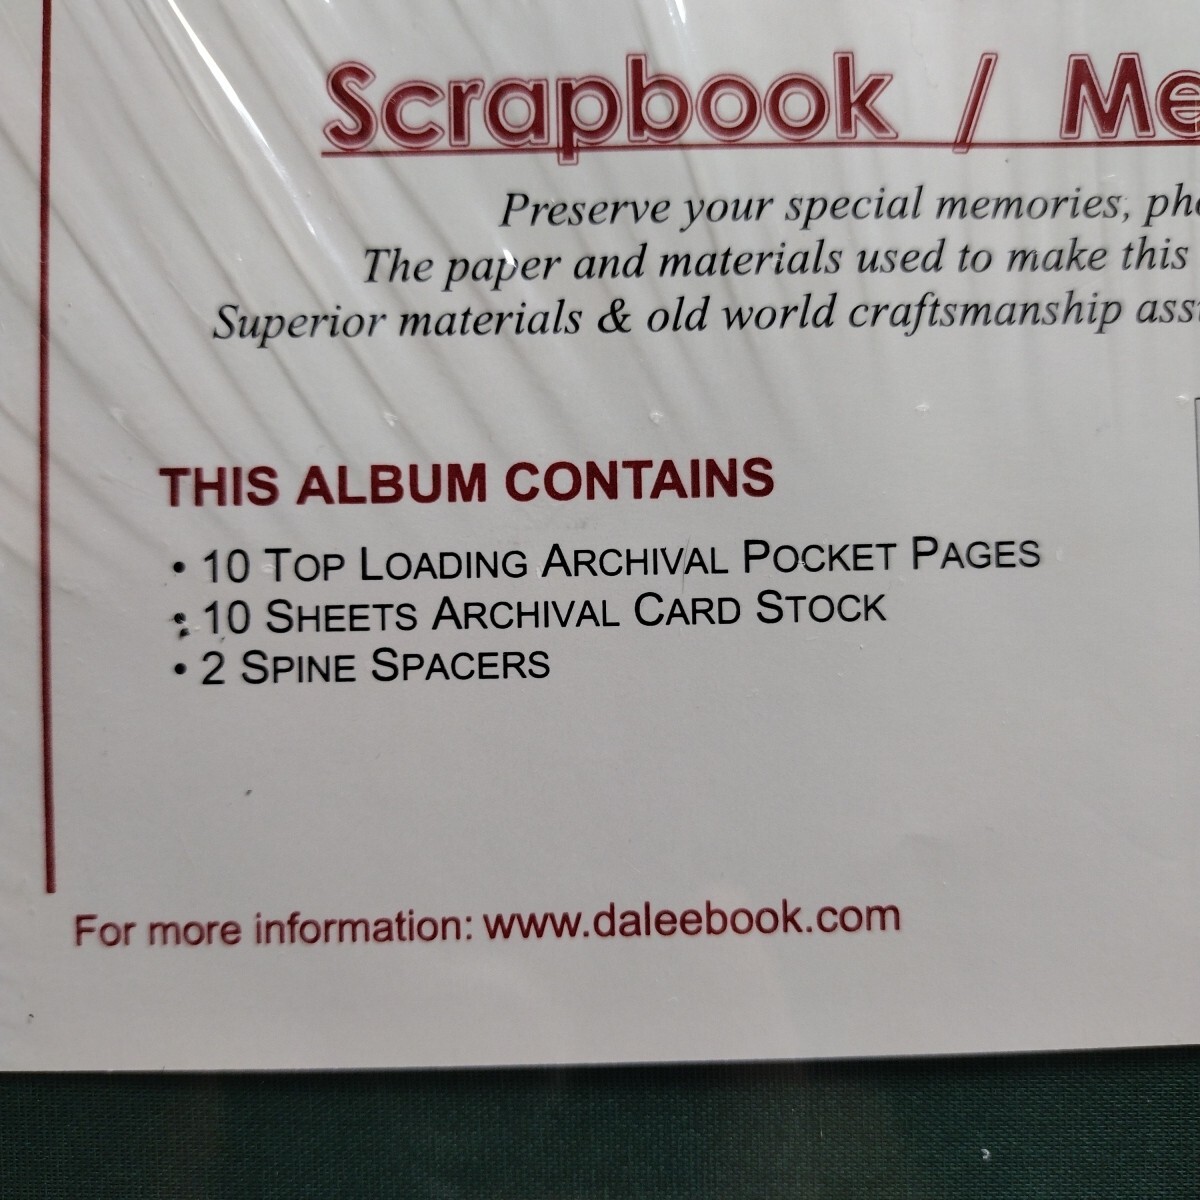 Scrapbook / Me
Preserve your special memories, pho
The paper and materials used to make this
Superior materials & old world craftsmanship assu
THIS ALBUM CONTAINS
• 10 TOP LOADING ARCHIVAL POCKET PAGES
• 10 SHEETS ARCHIVAL CARD STOCK
• 2 SPINE SPACERS
For more information: www.daleebook.com